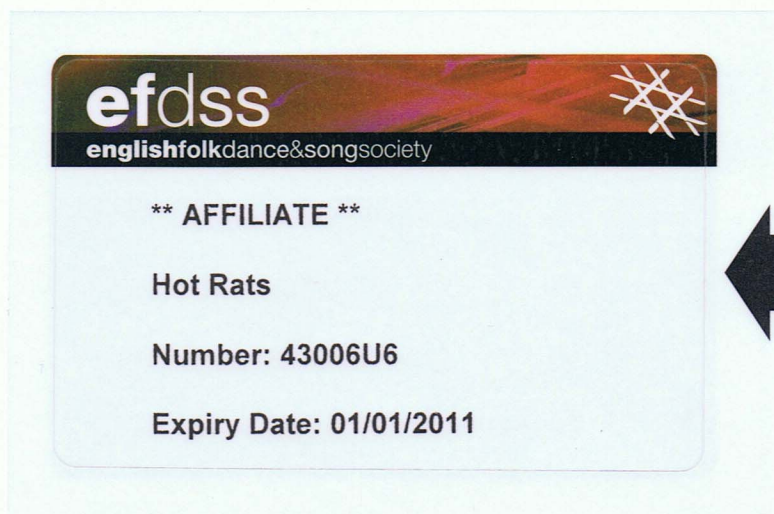 efdss
englishfolkdance&songsociety
** AFFILIATE **
Hot Rats
Number: 43006U6
Expiry Date: 01/01/2011